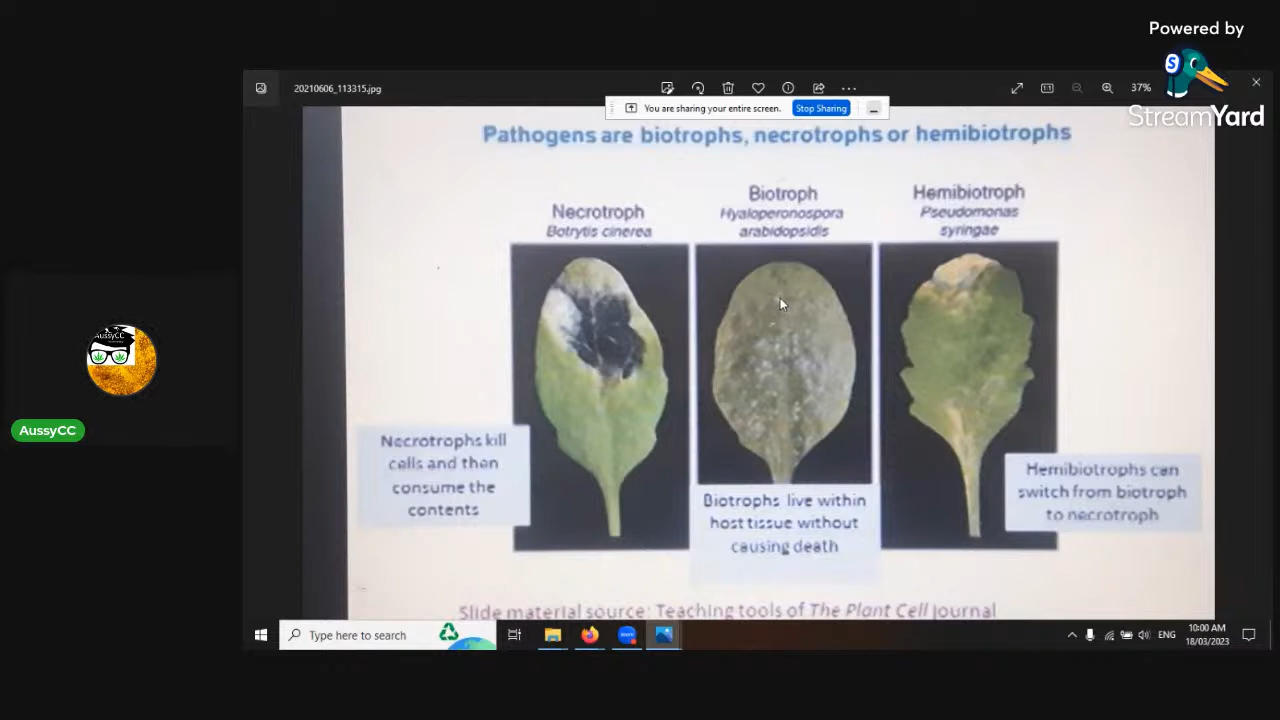 Powered by
S
StreamYard
20210606_113315.jpg
37%
You are sharing your entire screen.
Stop Sharing
Pathogens are biotrophs, necrotrophs or hemibiotrophs
Necrotroph
Botrytis cinerea
Biotroph
Hyaloperonospora
arabidopsidis
Hemibiotroph
Pseudomonas
syringae
Necrotrophs kill
cells and then
consume the
contents
Biotrophs live within
host tissue without
causing death
Hemibiotrophs can
switch from biotroph
to necrotroph
Slide material source: Teaching tools of The Plant Cell journal
AussyCC
AussyCC
Type here to search
zoom
ENG
10:00 AM
18/03/2023